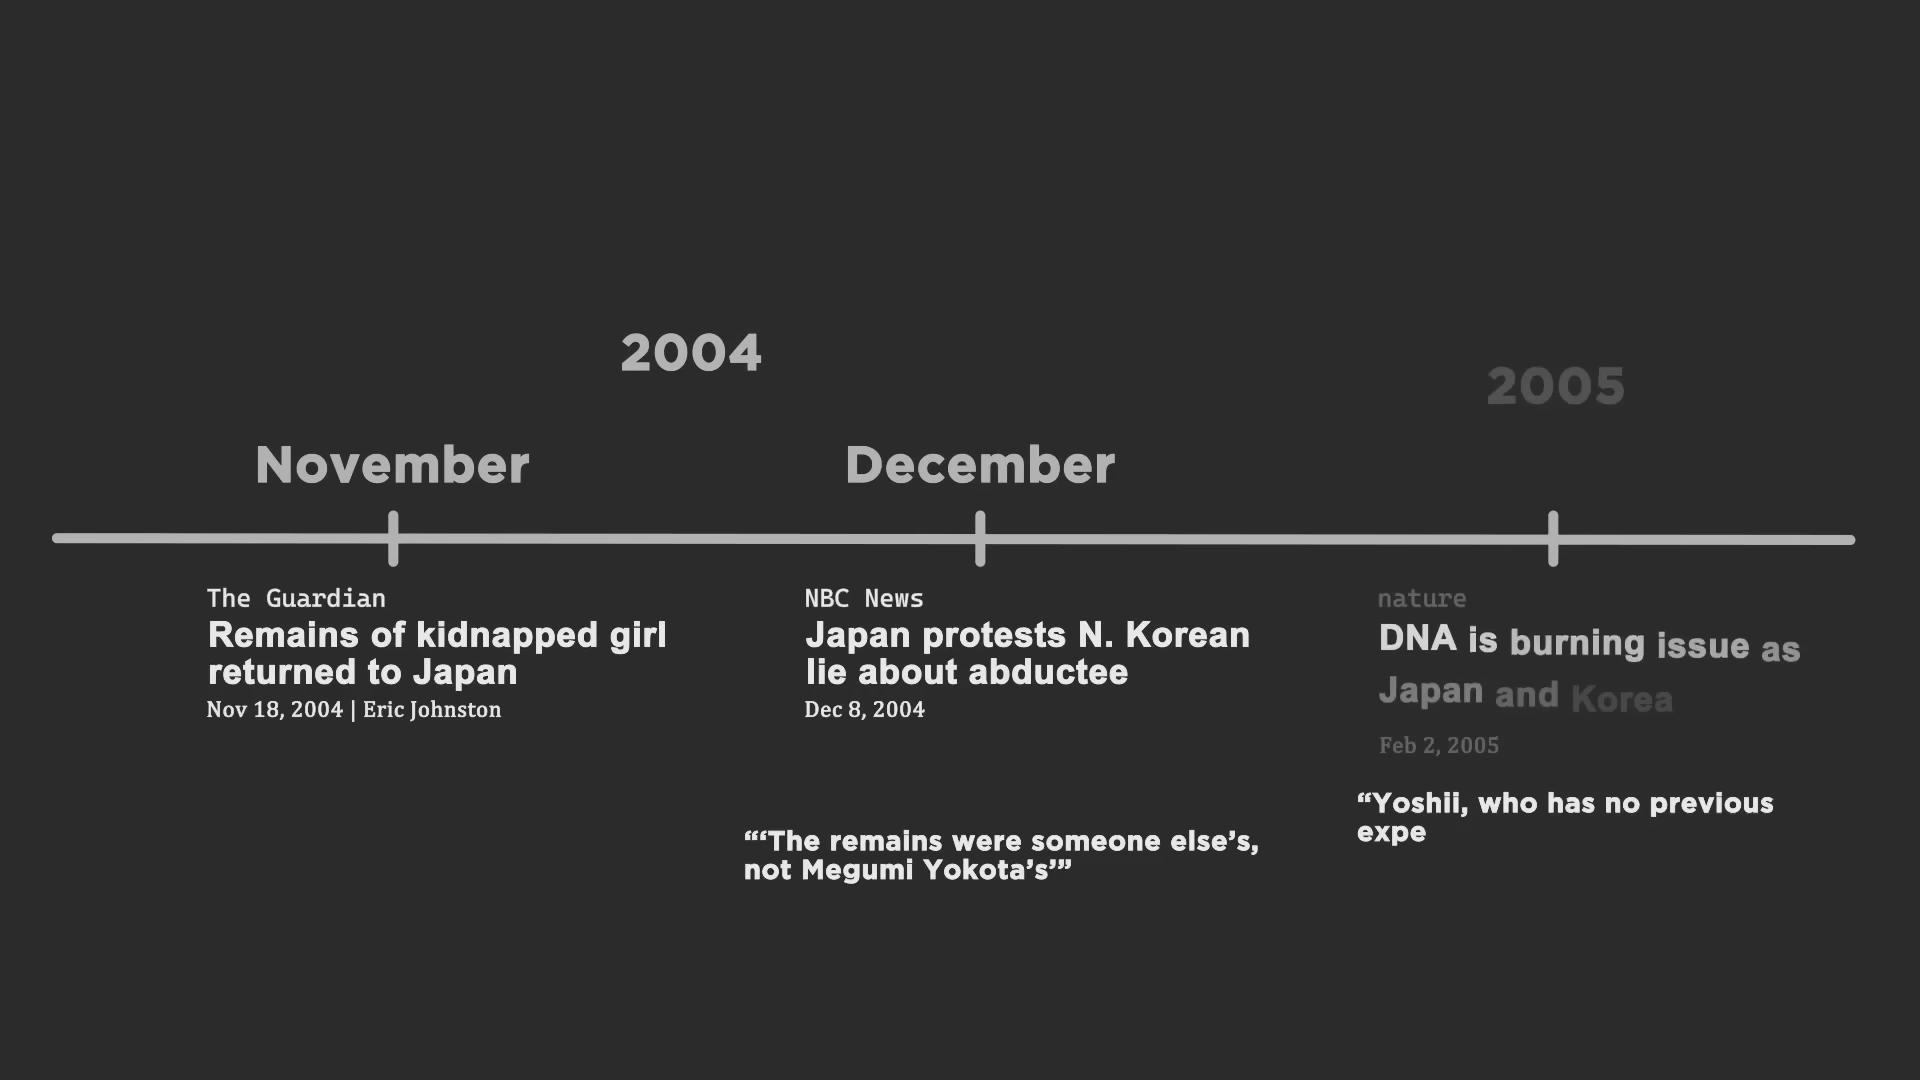 2004
2005
November
December
The Guardian
Remains of kidnapped girl
returned to Japan
Nov 18, 2004 | Eric Johnston
NBC News
Japan protests N. Korean
lie about abductee
Dec 8, 2004
“‘The remains were someone else’s,
not Megumi Yokota’s’”
nature
DNA is burning issue as
Japan and Korea
Feb 2, 2005
“Yoshii, who has no previous
expe